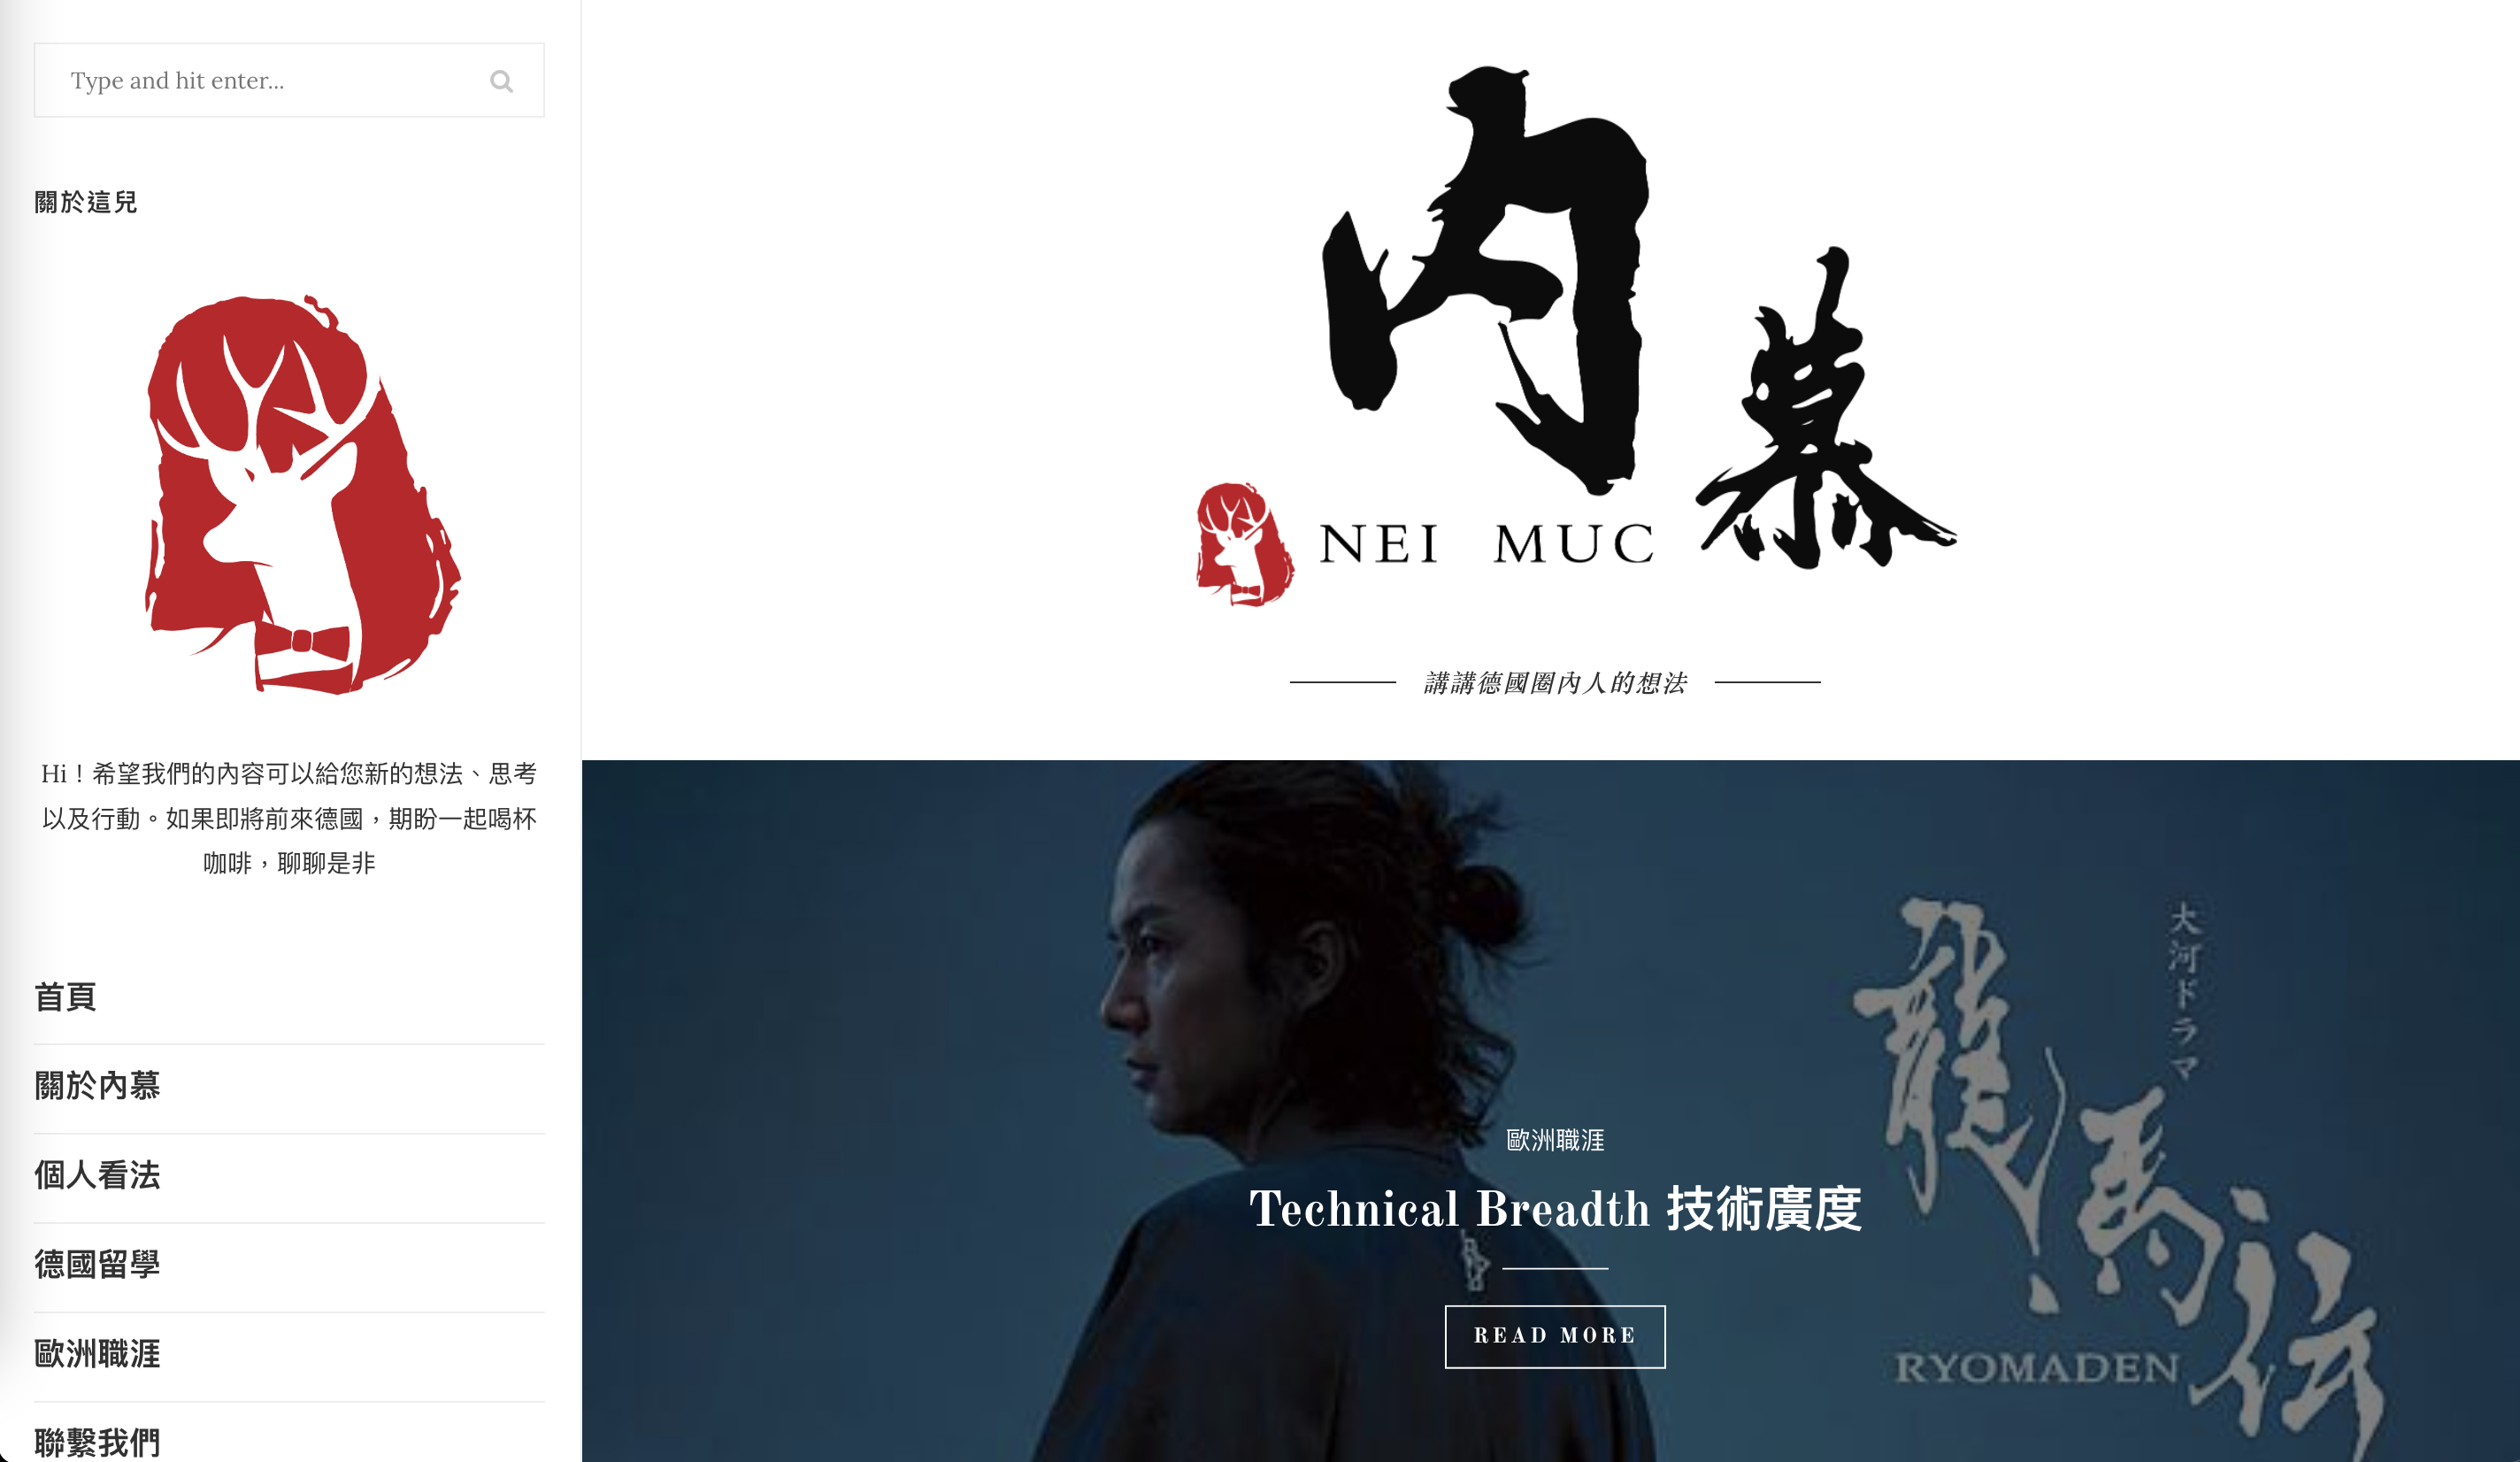 Type and hit enter...
關於這兒
Hi！希望我們的內容可以給您新的想法、思考
以及行動。如果即將前來德國，期盼一起喝杯
咖啡，聊聊是非
首頁
關於內慕
個人看法
德國留學
歐洲職涯
聯繫我們
內慕
NEI MUC
講講德國圈內人的想法
大河ドラマ
龍馬伝
RYOMADEN
歐洲職涯
Technical Breadth 技術廣度
READ MORE